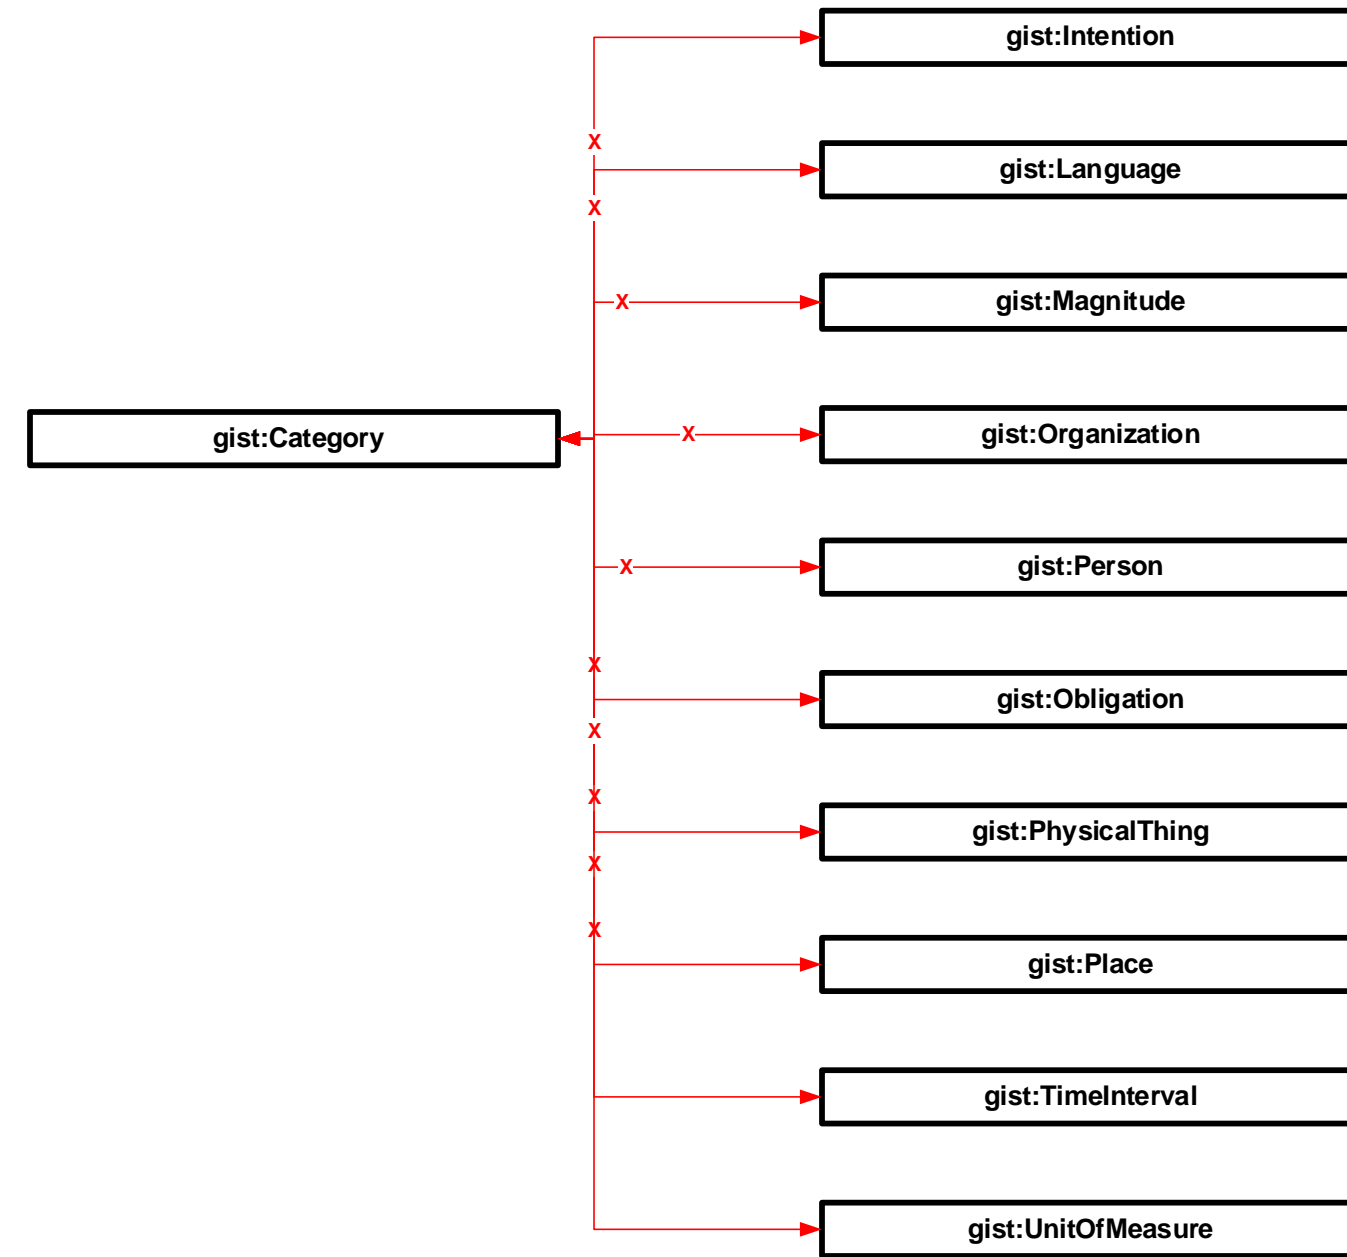 gist:Intention
X
gist:Language
X
X
gist:Magnitude
gist:Category
X
gist:Organization
X
gist:Person
X
gist:Obligation
X
X
gist:PhysicalThing
X
X
gist:Place
gist:TimeInterval
gist:UnitOfMeasure